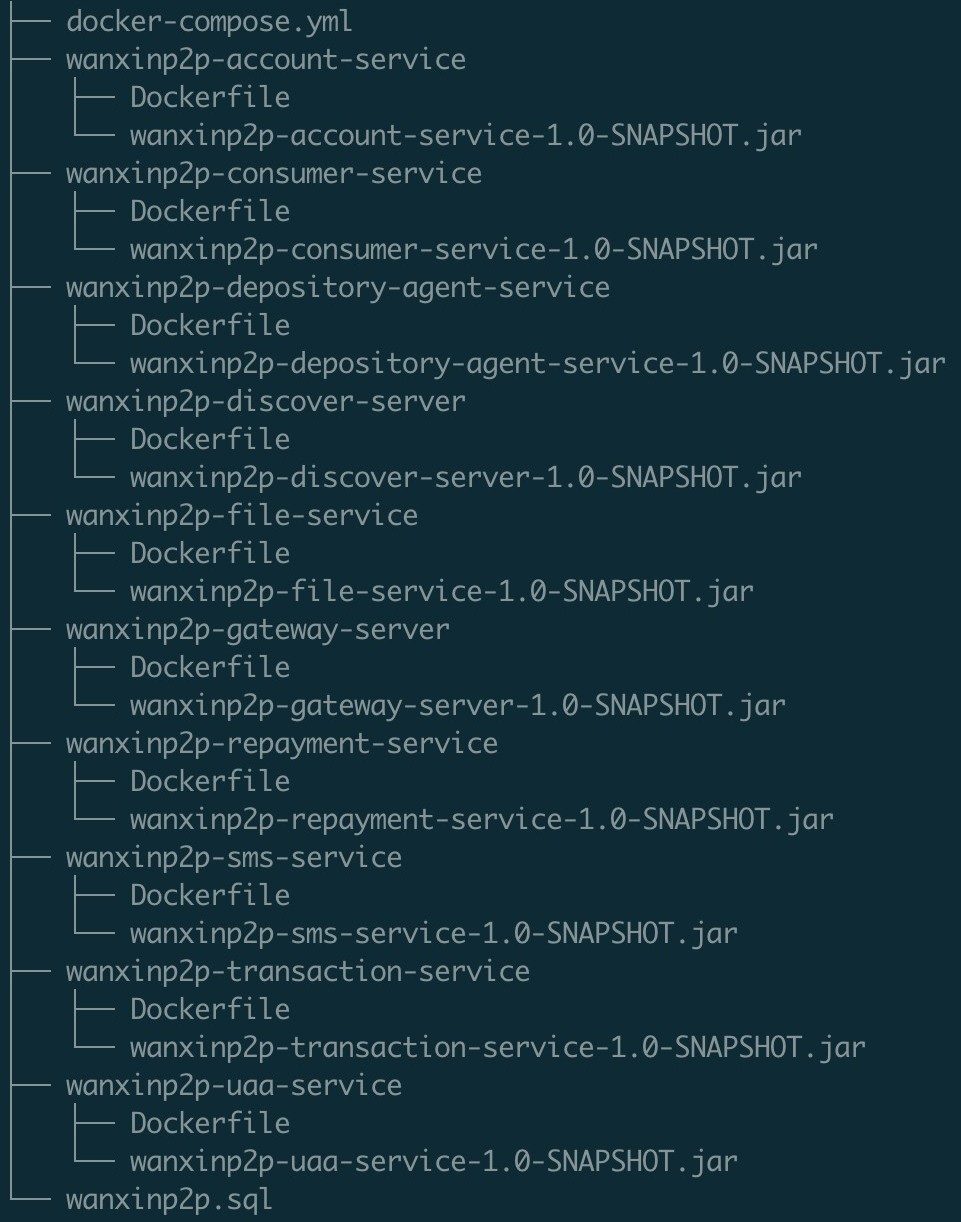 docker-compose.yml
wanxinp2p-account-service
Dockerfile
wanxinp2p-account-service-1.0-SNAPSHOT.jar
wanxinp2p-consumer-service
Dockerfile
wanxinp2p-consumer-service-1.0-SNAPSHOT.jar
wanxinp2p-depository-agent-service
Dockerfile
wanxinp2p-depository-agent-service-1.0-SNAPSHOT.jar
wanxinp2p-discover-server
Dockerfile
wanxinp2p-discover-server-1.0-SNAPSHOT.jar
wanxinp2p-file-service
Dockerfile
wanxinp2p-file-service-1.0-SNAPSHOT.jar
wanxinp2p-gateway-server
Dockerfile
wanxinp2p-gateway-server-1.0-SNAPSHOT.jar
wanxinp2p-repayment-service
Dockerfile
wanxinp2p-repayment-service-1.0-SNAPSHOT.jar
wanxinp2p-sms-service
Dockerfile
wanxinp2p-sms-service-1.0-SNAPSHOT.jar
wanxinp2p-transaction-service
Dockerfile
wanxinp2p-transaction-service-1.0-SNAPSHOT.jar
wanxinp2p-uaa-service
Dockerfile
wanxinp2p-uaa-service-1.0-SNAPSHOT.jar
wanxinp2p.sql